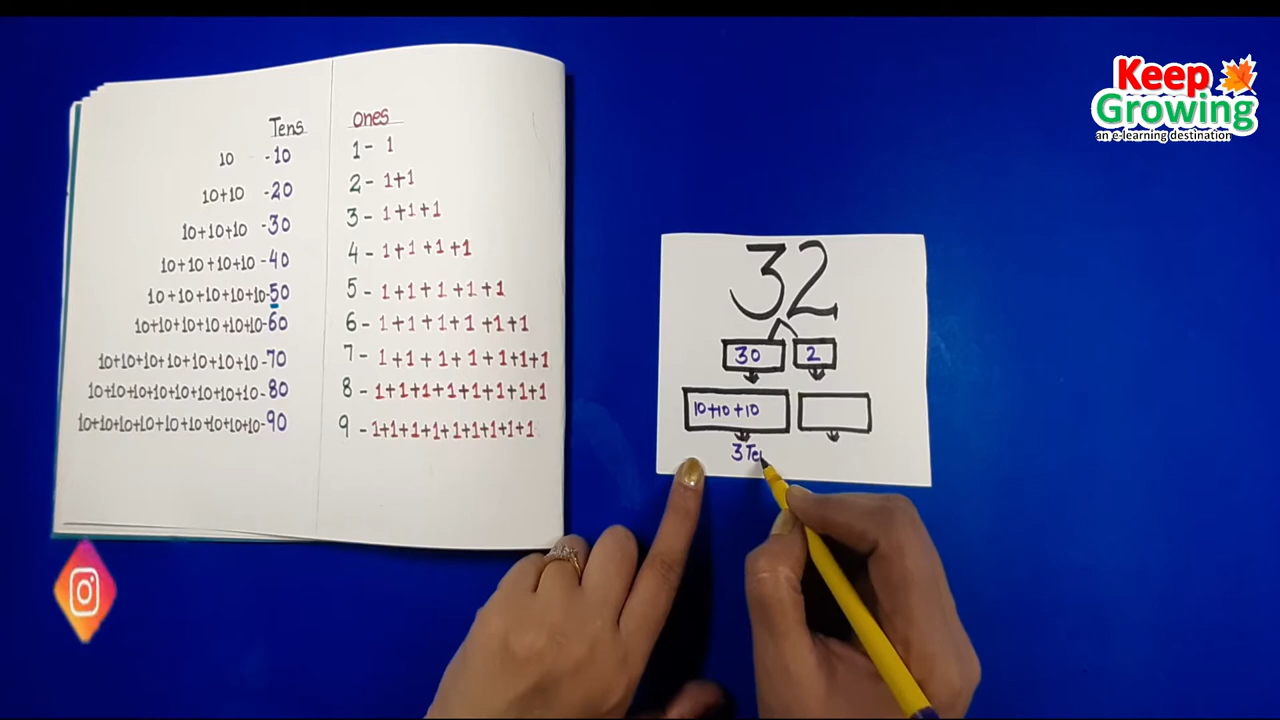 Tens ones
10 -10 1- 1
10+10 -20 2- 1+1
10+10+10 -30 3- 1+1+1
10+10+10+10 -40 4- 1+1+1+1
10+10+10+10+10-50 5- 1+1+1+1+1
10+10+10+10+10+10-60 6- 1+1+1+1+1+1
10+10+10+10+10+10+10 -70 7- 1+1+1+1+1+1+1
10+10+10+10+10+10+10+10-80 8 - 1+1+1+1+1+1+1+1
10+10+10+10+10+10+10+10+10-90 9 -1+1+1+1+1+1+1+1+1
Keep
Growing
an e-learning destination
32
30 2
10+10+10
3 Te